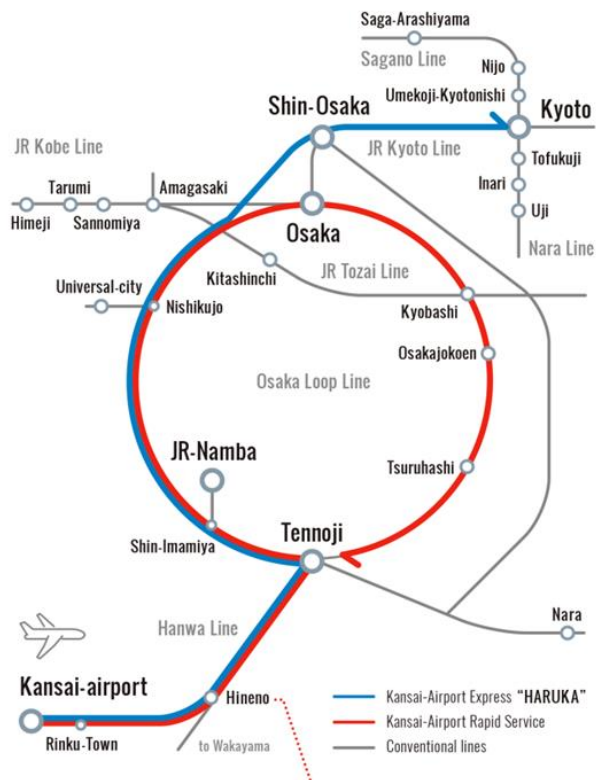 Saga-Arashiyama
Sagano Line
Nijo
Umekoji-Kyotonishi
Shin-Osaka
Kyoto
JR Kobe Line
JR Kyoto Line
Tofukuji
Tarumi
Amagasaki
Inari
Himeji
Sannomiya
Uji
Osaka
Nara Line
Kitashinchi
JR Tozai Line
Universal-city
Nishikujo
Kyobashi
Osakajokoen
Osaka Loop Line
JR-Namba
Tsuruhashi
Shin-Imamiya
Tennoji
Nara
Hanwa Line
Kansai-airport
Hineno
Rinku-Town
to Wakayama
Kansai-Airport Express "HARUKA"
Kansai-Airport Rapid Service
Conventional lines